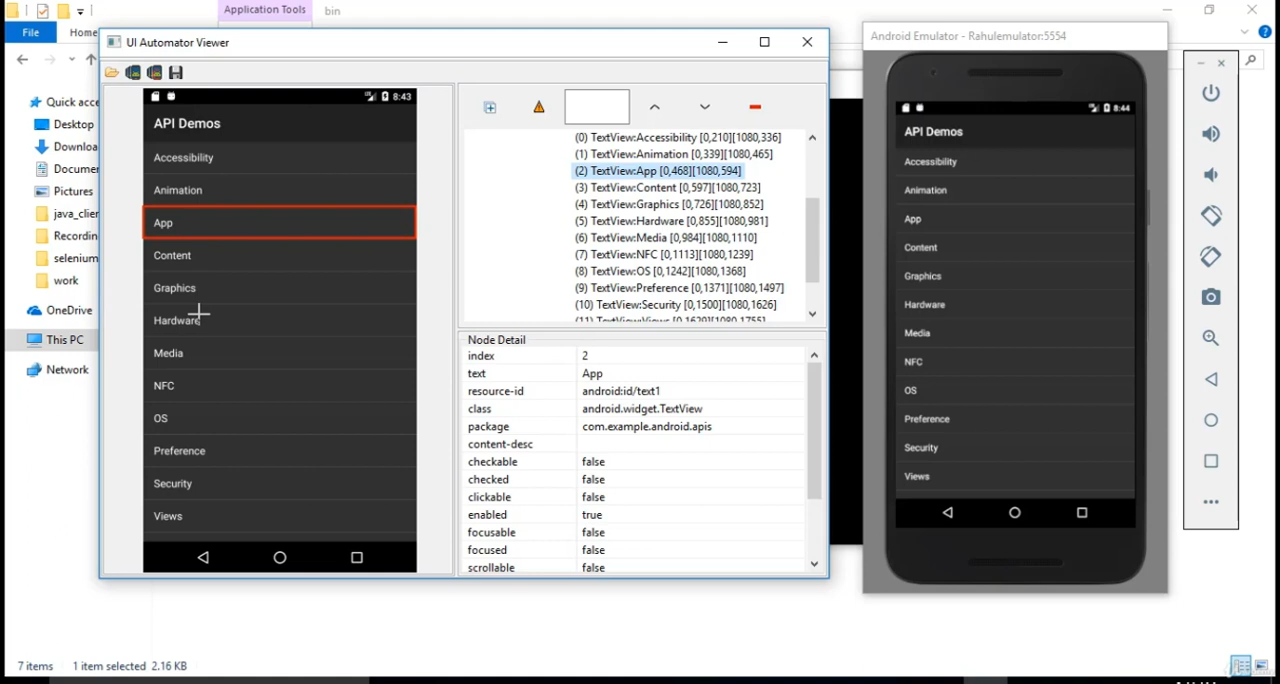 Application Tools
bin
File
Home
UI Automator Viewer
Android Emulator - Rahulemulator:5554
Quick acce
Desktop
Downloa
Documer
Pictures
java_clier
Recordin
selenium
work
OneDrive
This PC
Network
8:43
API Demos
Accessibility
Animation
App
Content
Graphics
Hardware
Media
NFC
OS
Preference
Security
Views
(0) TextView:Accessibility [0,210][1080,336]
(1) TextView:Animation [0,339][1080,465]
(2) TextView:App [0,468][1080,594]
(3) TextView:Content [0,597][1080,723]
(4) TextView:Graphics [0,726][1080,852]
(5) TextView:Hardware [0,855][1080,981]
(6) TextView:Media [0,984][1080,1110]
(7) TextView:NFC [0,1113][1080,1239]
(8) TextView:OS [0,1242][1080,1368]
(9) TextView:Preference [0,1371][1080,1497]
(10) TextView:Security [0,1500][1080,1626]
(11) TextView:Views [0,1629][1080,1755]
Node Detail
index 2
text App
resource-id android:id/text1
class android.widget.TextView
package com.example.android.apis
content-desc
checkable false
checked false
clickable false
enabled true
focusable false
focused false
scrollable false
8:44
API Demos
Accessibility
Animation
App
Content
Graphics
Hardware
Media
NFC
OS
Preference
Security
Views
7 items
1 item selected 2.16 KB